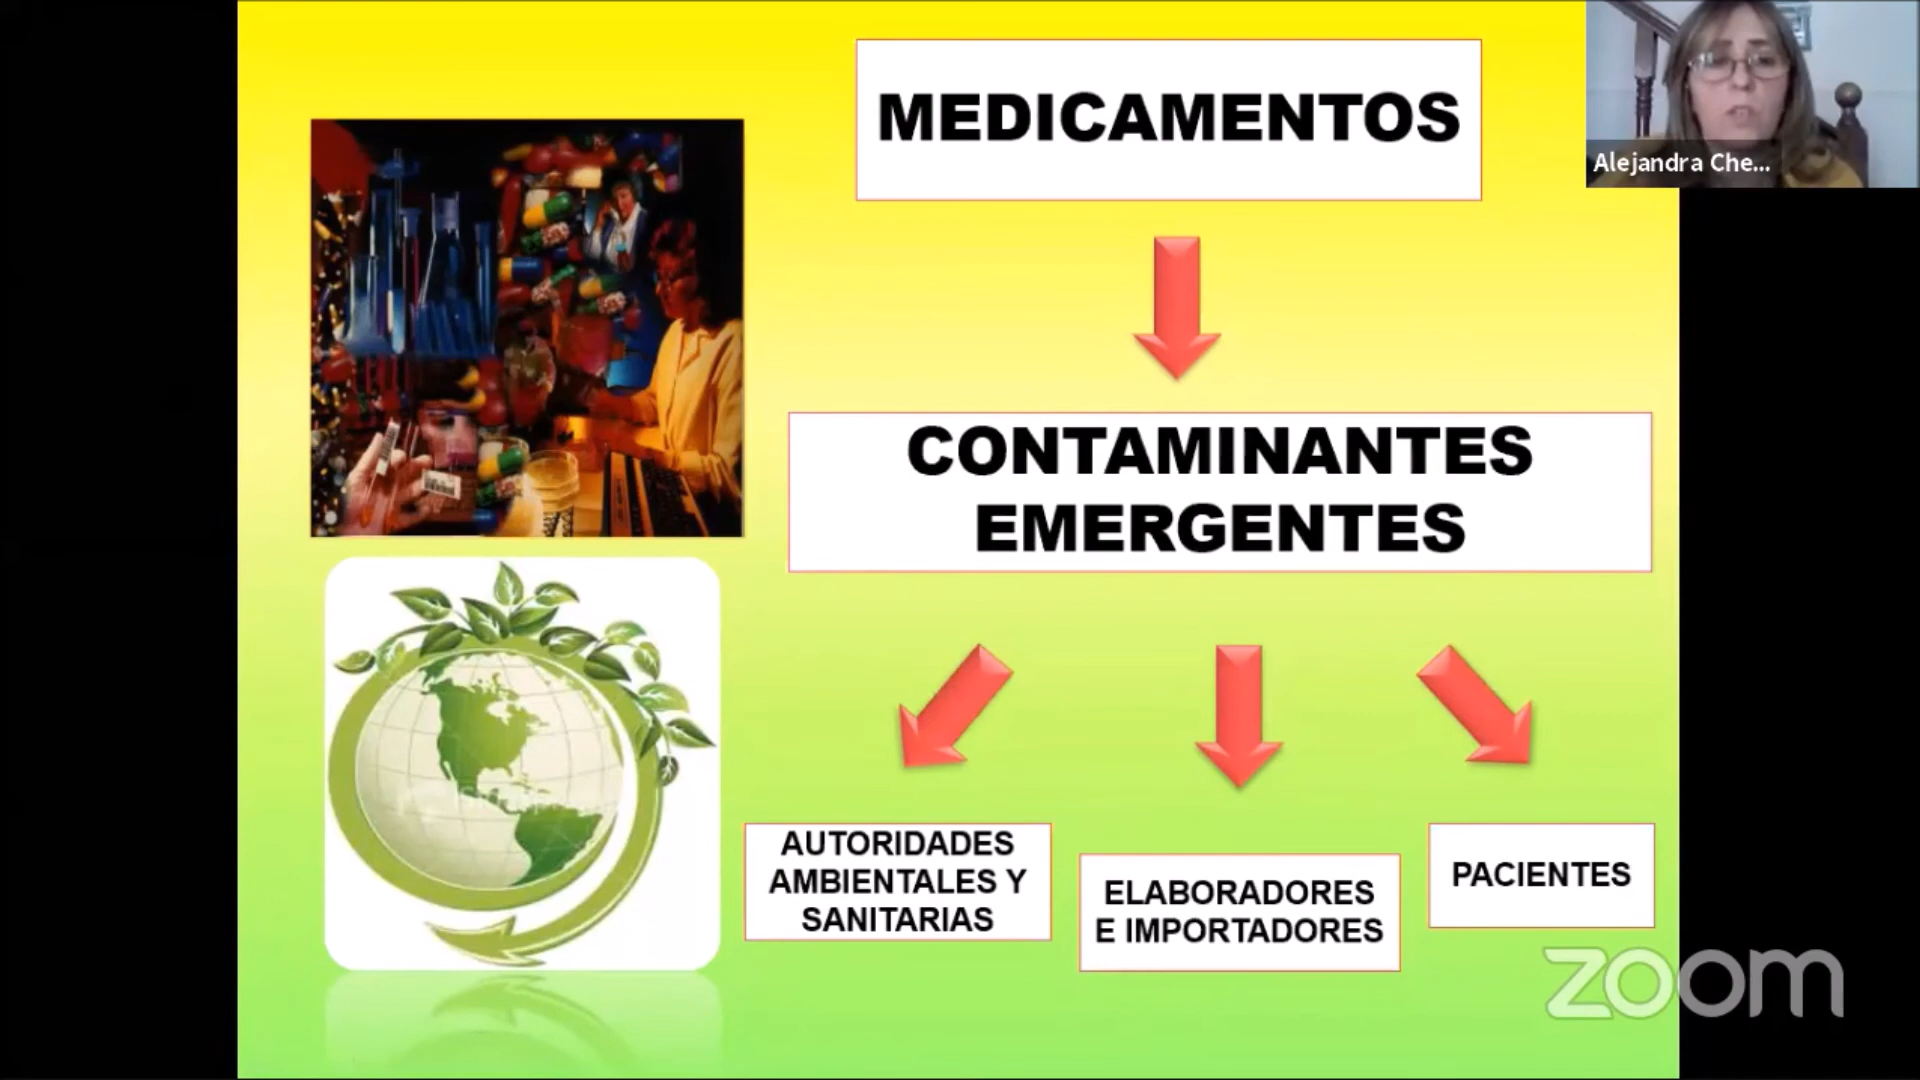 MEDICAMENTOS
Alejandra Che...
CONTAMINANTES
EMERGENTES
AUTORIDADES
AMBIENTALES Y
SANITARIAS
ELABORADORES
E IMPORTADORES
PACIENTES
zoom